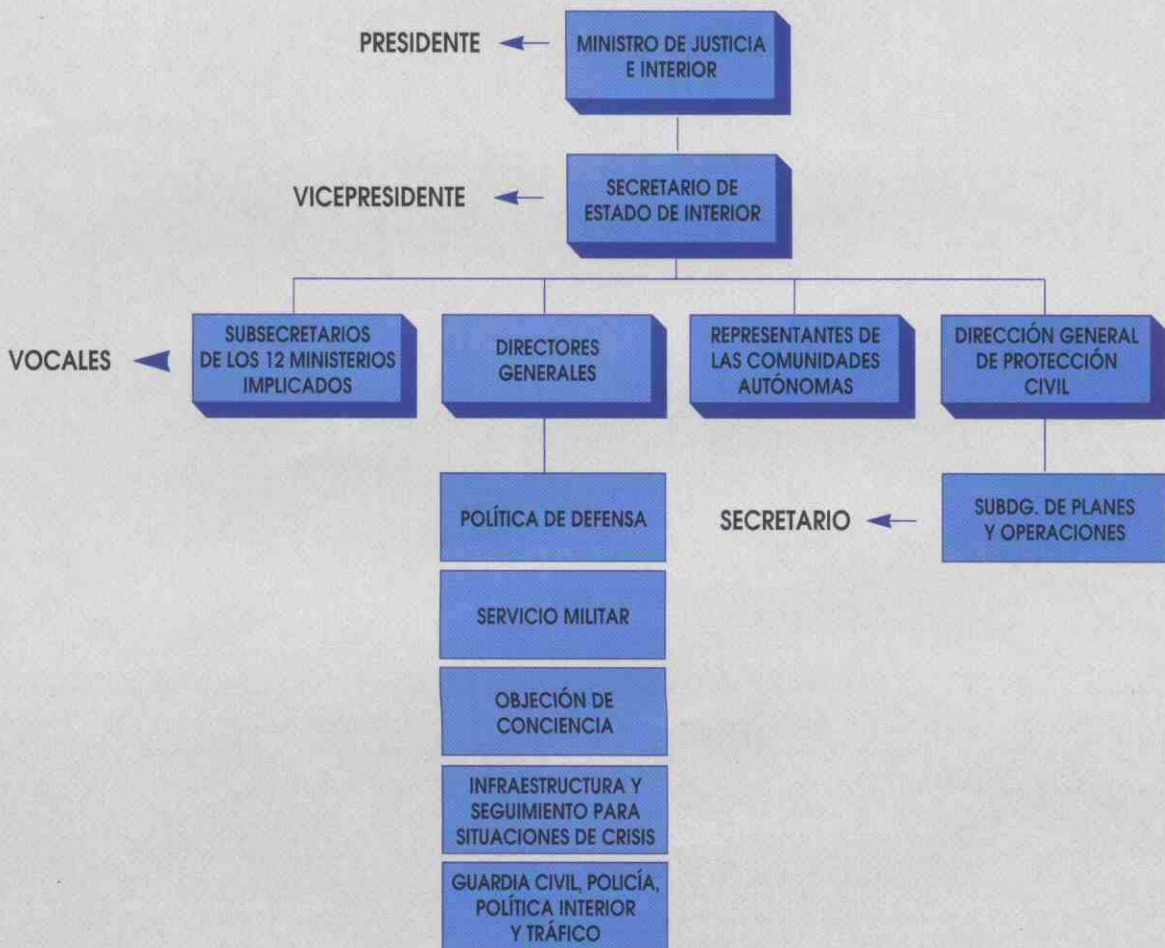 PRESIDENTE
MINISTRO DE JUSTICIA
E INTERIOR
VICEPRESIDENTE
SECRETARIO DE
ESTADO DE INTERIOR
VOCALES
SUBSECRETARIOS
DE LOS 12 MINISTERIOS
IMPLICADOS
DIRECTORES
GENERALES
REPRESENTANTES DE
LAS COMUNIDADES
AUTÓNOMAS
DIRECCIÓN GENERAL
DE PROTECCIÓN
CIVIL
POLÍTICA DE DEFENSA
SECRETARIO
SUBDG. DE PLANES
Y OPERACIONES
SERVICIO MILITAR
OBJECIÓN DE
CONCIENCIA
INFRAESTRUCTURA Y
SEGUIMIENTO PARA
SITUACIONES DE CRISIS
GUARDIA CIVIL, POLICÍA,
POLÍTICA INTERIOR
Y TRÁFICO